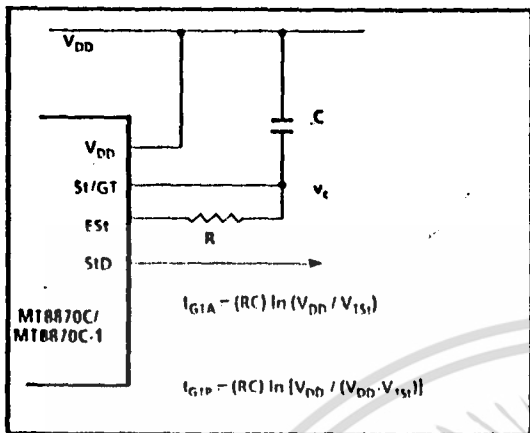 VDD
C
VDD
St/GT
vc
ESt
R
StD
MT8870C/
MT8870C-1
tGTA = (RC) ln (VDD / VTSt)
tGTP = (RC) ln [VDD / (VDD-VTSt)]